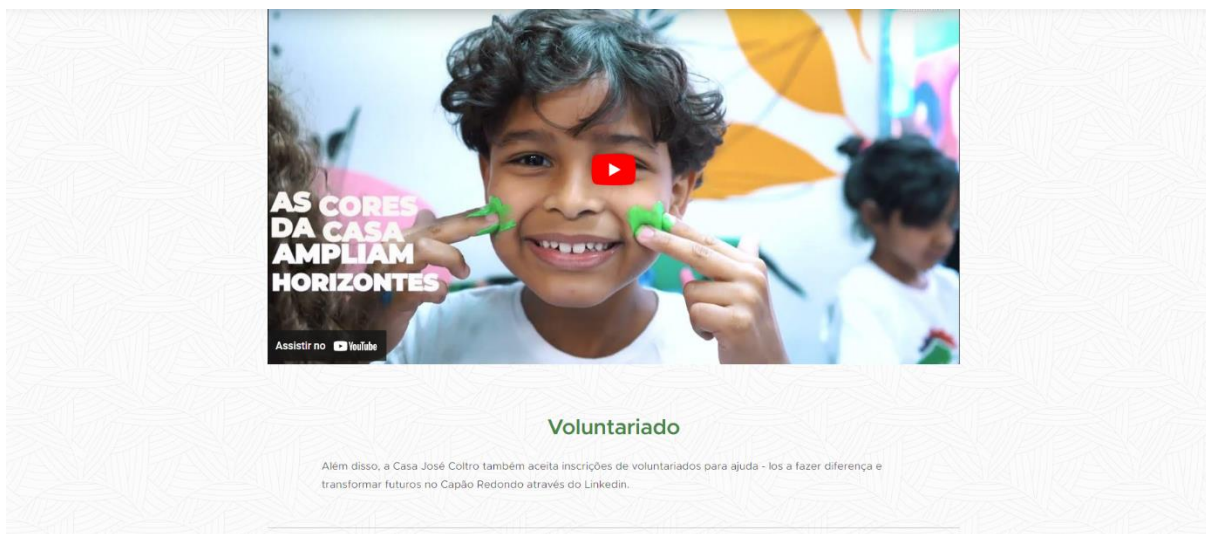 AS CORES
DA CASA
AMPLIAM
HORIZONTES
Assistir no YouTube
Voluntariado
Além disso, a Casa José Coltro também aceita inscrições de voluntariados para ajuda - los a fazer diferença e
transformar futuros no Capão Redondo através do Linkedin.